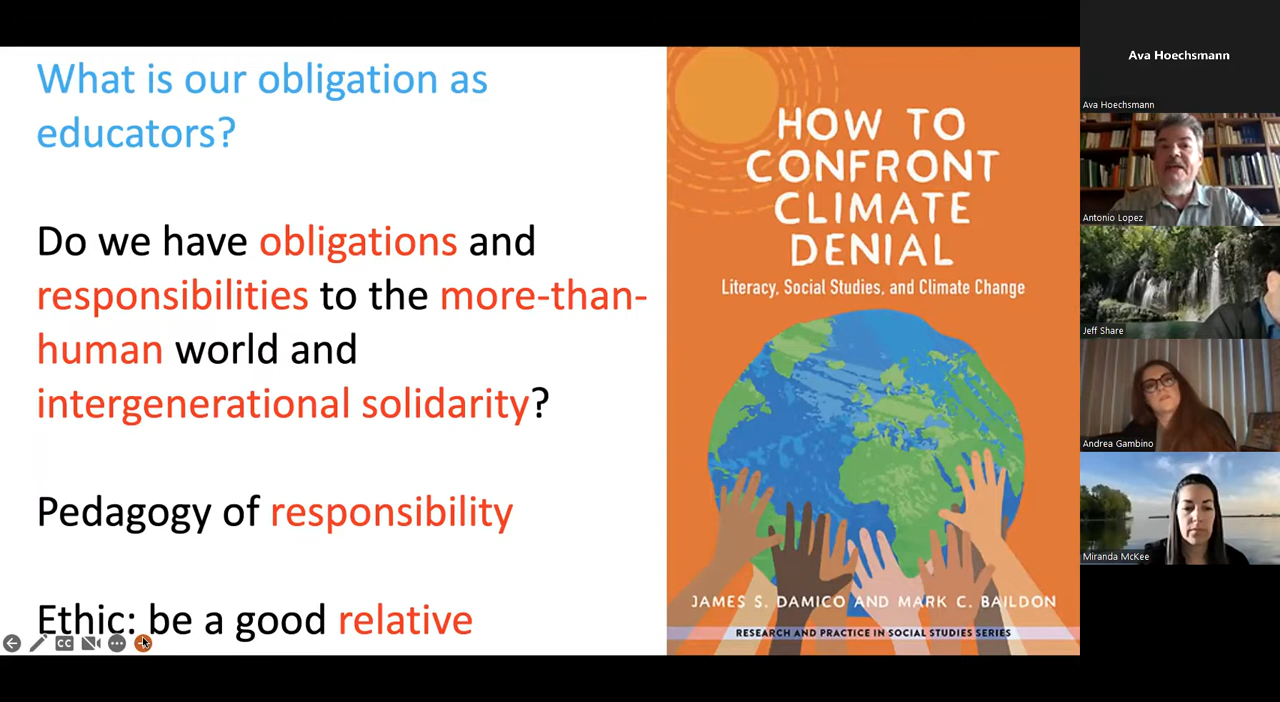 What is our obligation as
educators?
Do we have obligations and
responsibilities to the more-than-
human world and
intergenerational solidarity?
Pedagogy of responsibility
Ethic: be a good relative
CC
HOW TO
CONFRONT
CLIMATE
DENIAL
Literacy, Social Studies, and Climate Change
JAMES S. DAMICO AND MARK C. BAILDON
RESEARCH AND PRACTICE IN SOCIAL STUDIES SERIES
Ava Hoechsmann
Ava Hoechsmann
Antonio Lopez
Jeff Share
Andrea Gambino
Miranda McKee